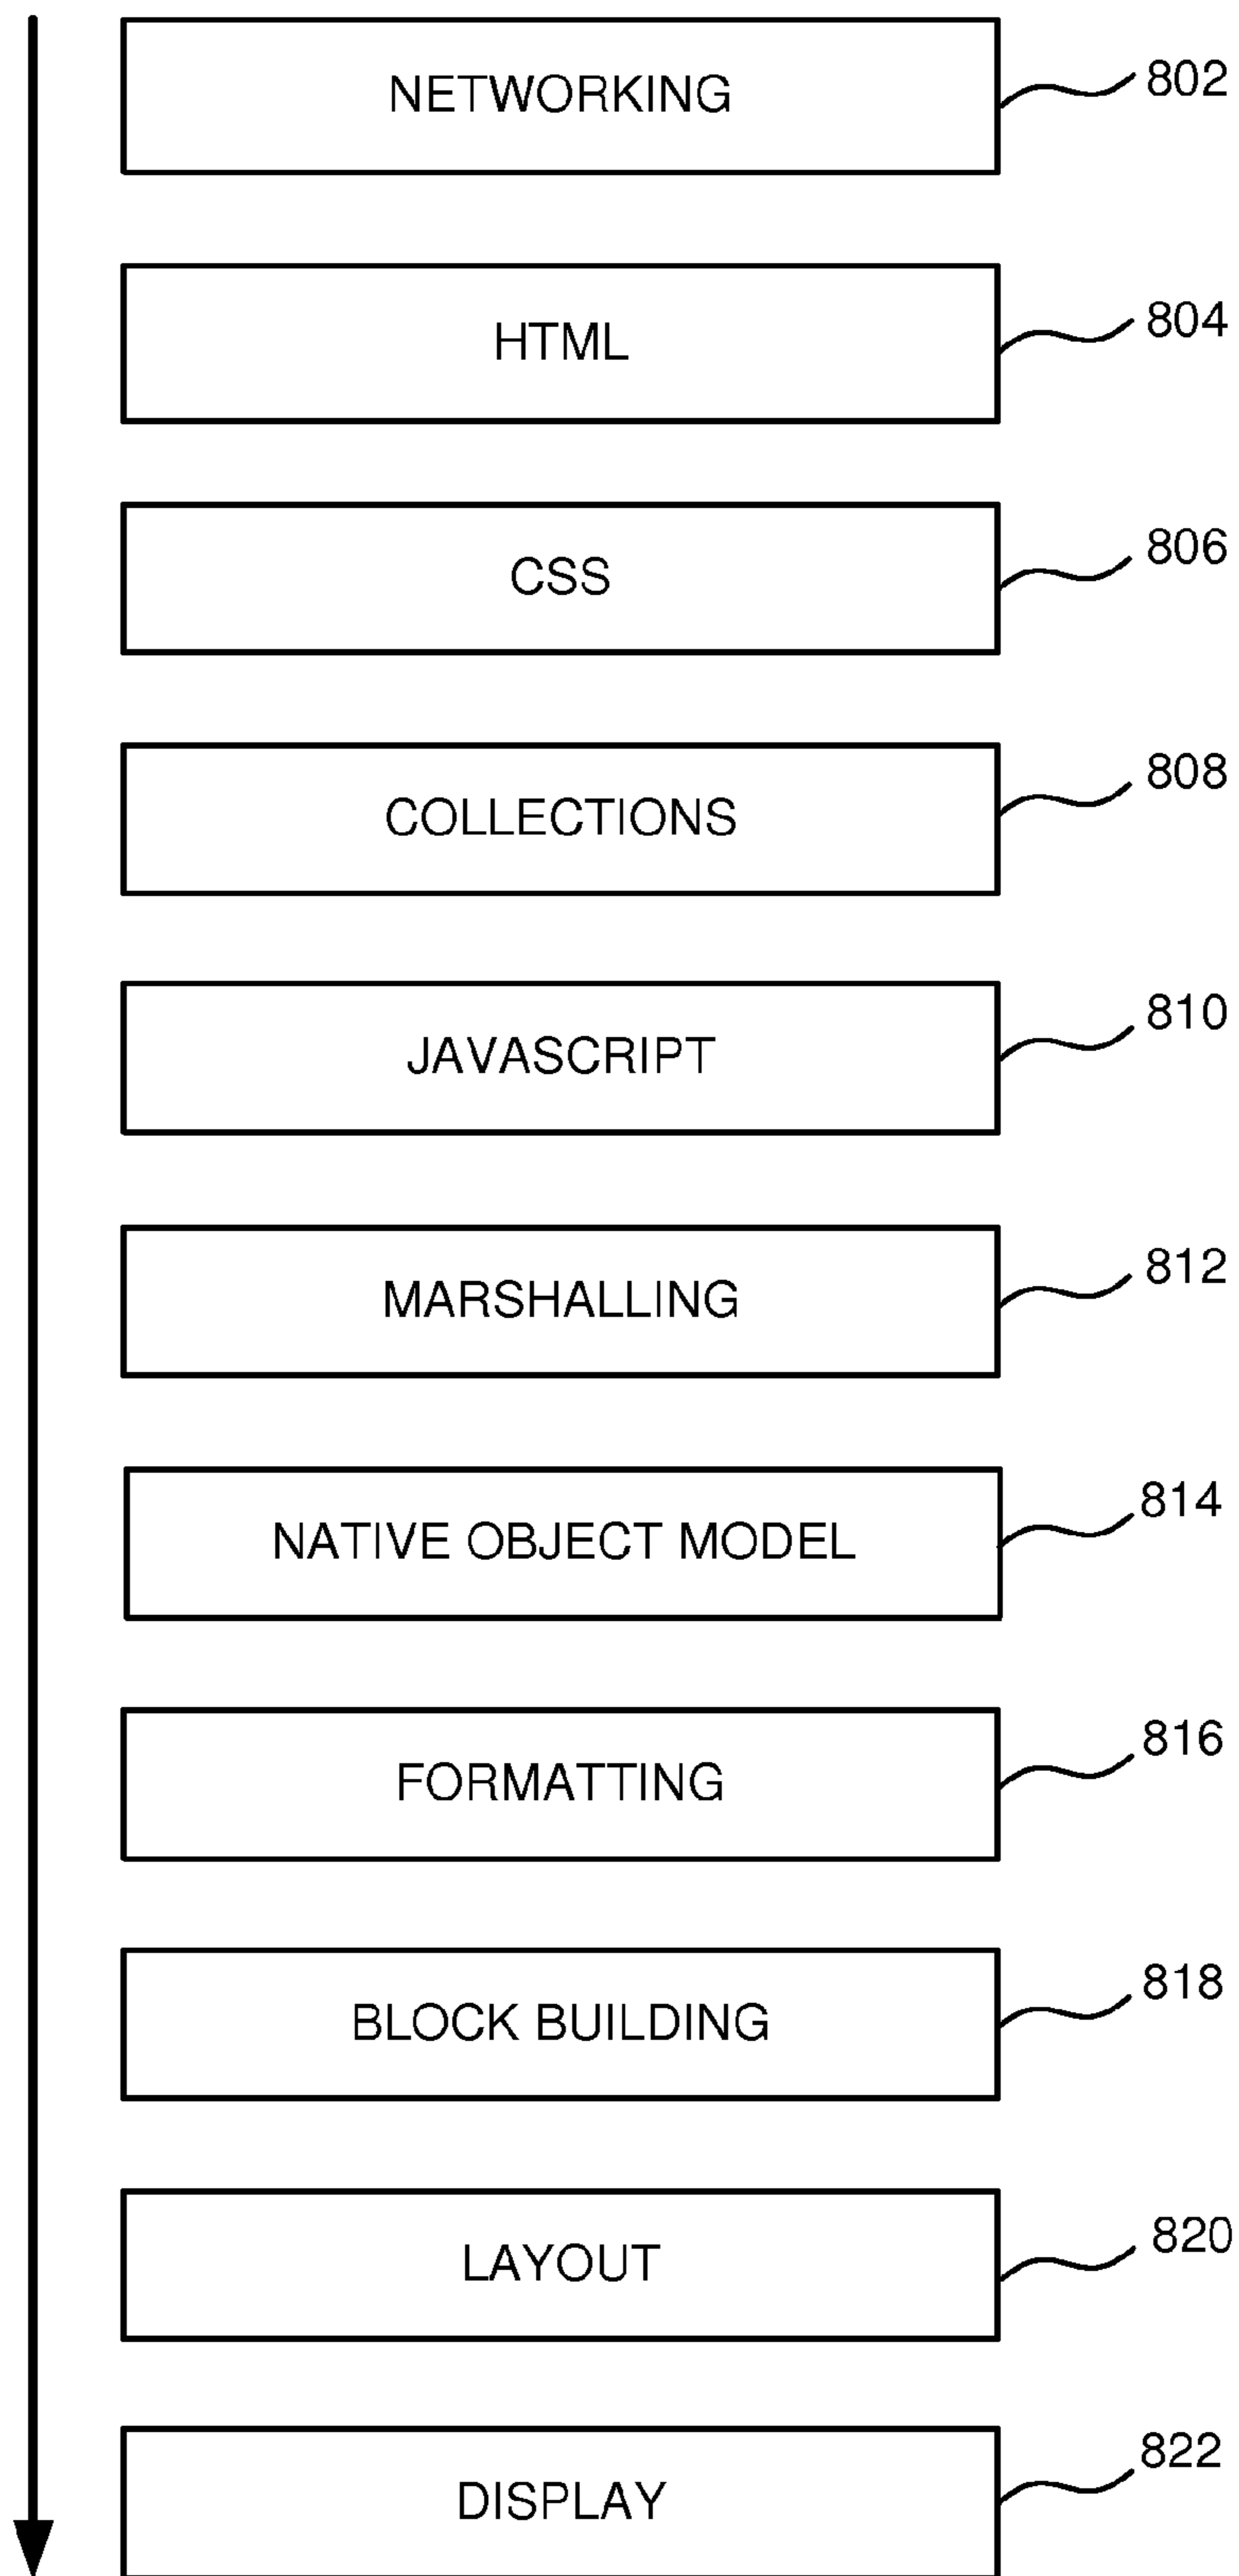 NETWORKING 802
HTML 804
CSS 806
COLLECTIONS 808
JAVASCRIPT 810
MARSHALLING 812
NATIVE OBJECT MODEL 814
FORMATTING 816
BLOCK BUILDING 818
LAYOUT 820
DISPLAY 822